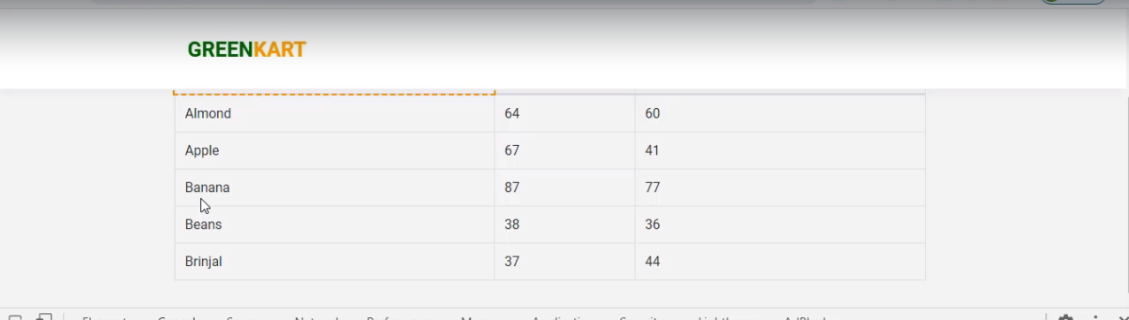 GREENKART
Almond 64 60
Apple 67 41
Banana 87 77
Beans 38 36
Brinjal 37 44